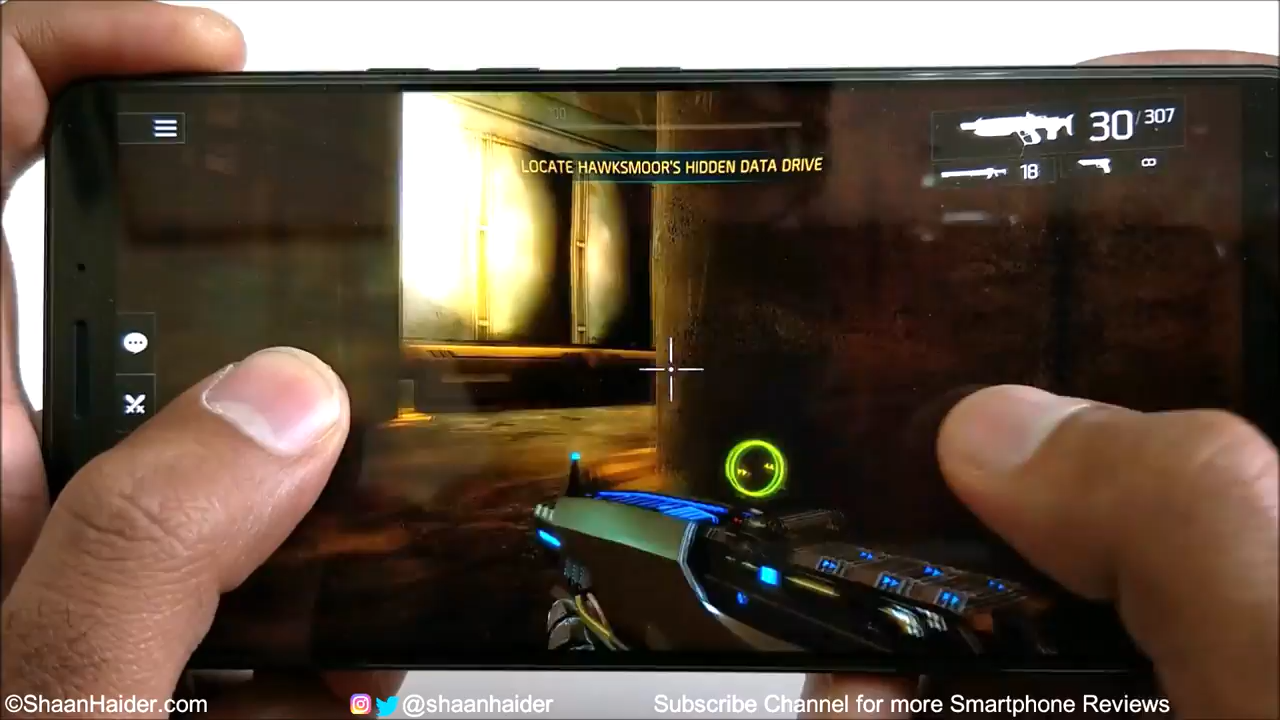 LOCATE HAWKSMOOR'S HIDDEN DATA DRIVE
30/307
18
∞
©ShaanHaider.com
@shaanhaider
Subscribe Channel for more Smartphone Reviews